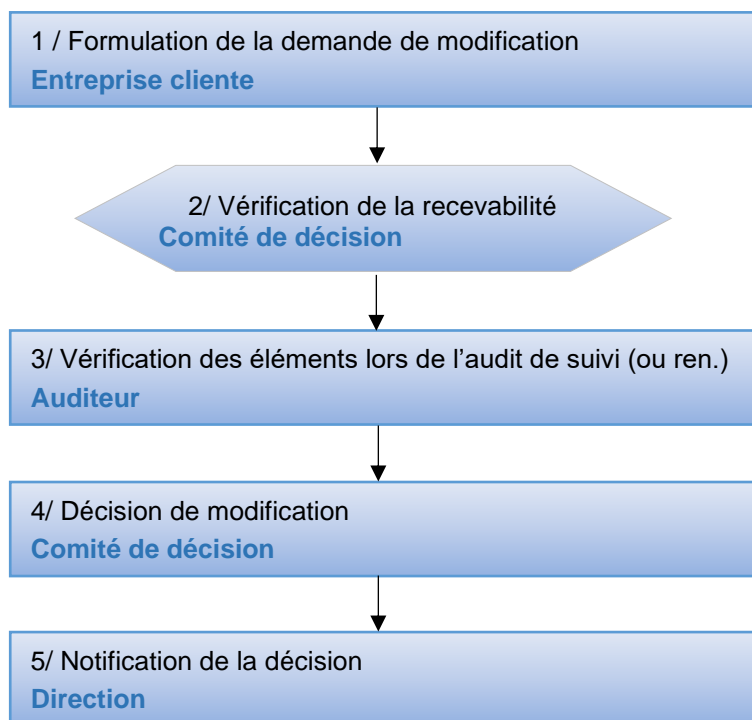 1 / Formulation de la demande de modification
Entreprise cliente
2/ Vérification de la recevabilité
Comité de décision
3/ Vérification des éléments lors de l’audit de suivi (ou ren.)
Auditeur
4/ Décision de modification
Comité de décision
5/ Notification de la décision
Direction